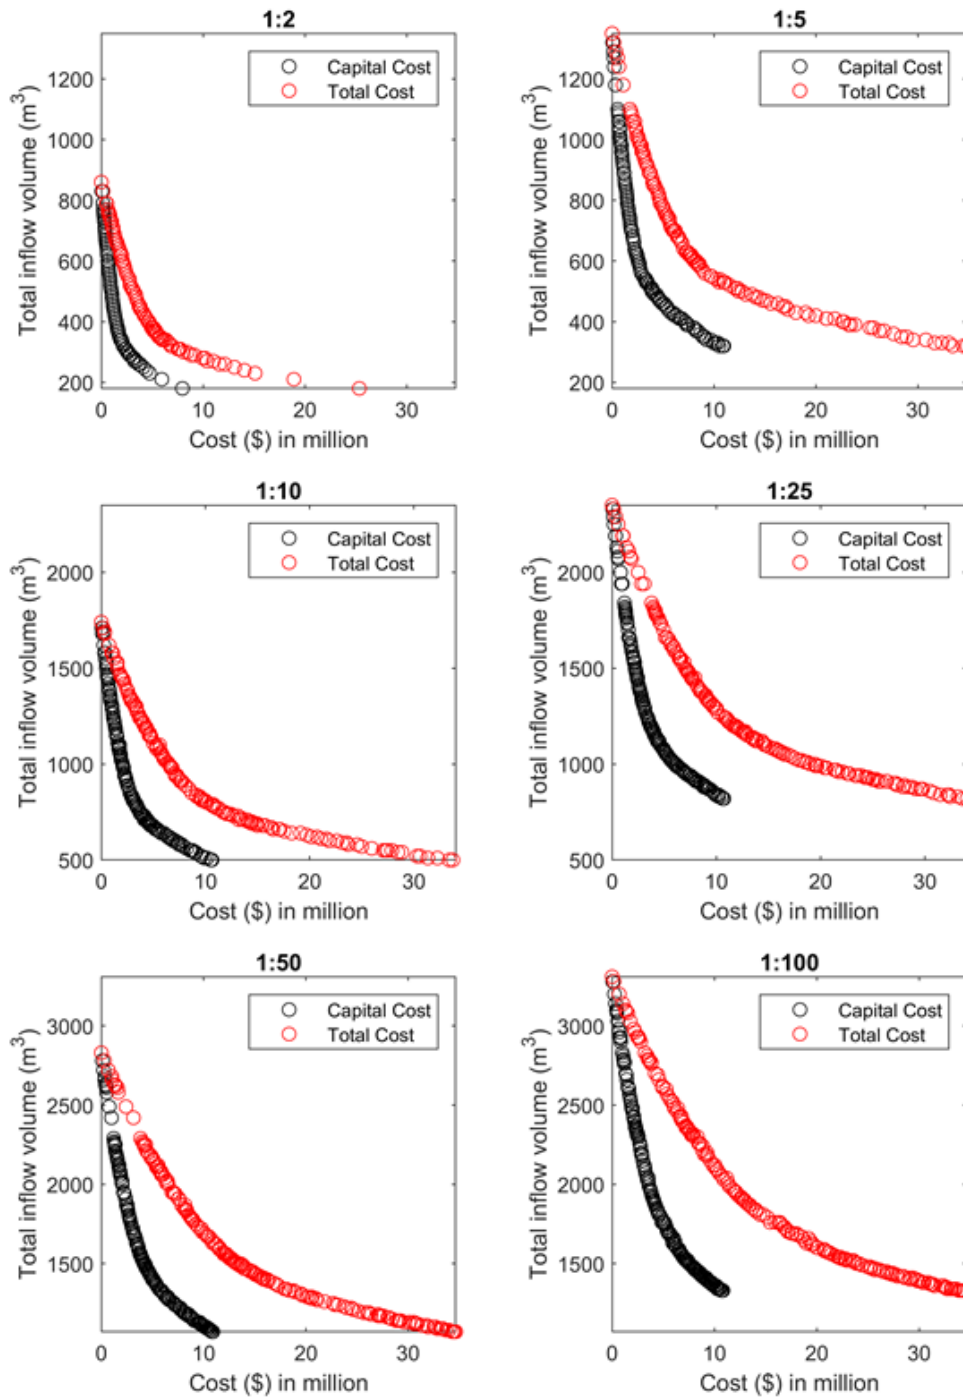 1:2
Total inflow volume (m³)
1200
1000
800
600
400
200
Capital Cost
Total Cost
0 10 20 30
Cost ($) in million
1:5
Total inflow volume (m³)
1200
1000
800
600
400
200
Capital Cost
Total Cost
0 10 20 30
Cost ($) in million
1:10
Total inflow volume (m³)
2000
1500
1000
500
Capital Cost
Total Cost
0 10 20 30
Cost ($) in million
1:25
Total inflow volume (m³)
2000
1500
1000
500
Capital Cost
Total Cost
0 10 20 30
Cost ($) in million
1:50
Total inflow volume (m³)
3000
2500
2000
1500
Capital Cost
Total Cost
0 10 20 30
Cost ($) in million
1:100
Total inflow volume (m³)
3000
2500
2000
1500
Capital Cost
Total Cost
0 10 20 30
Cost ($) in million